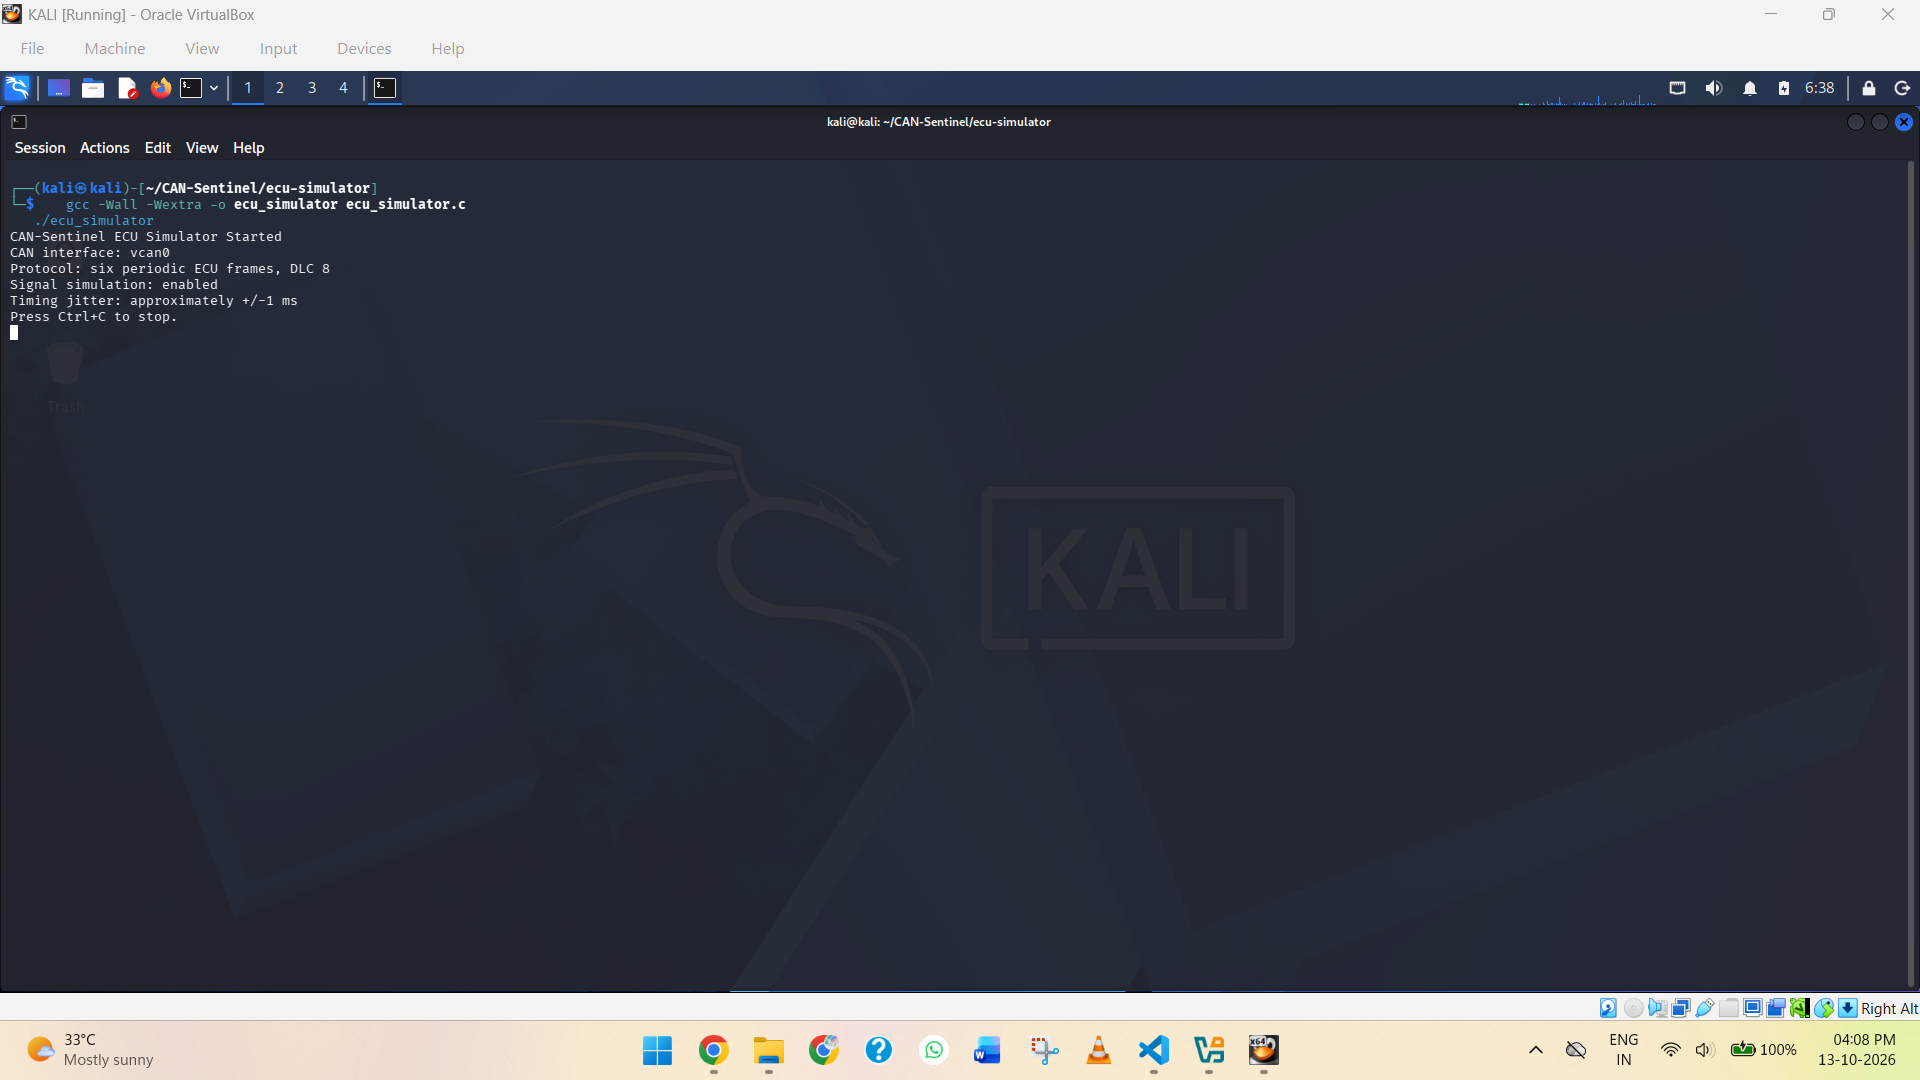 KALI [Running] - Oracle VirtualBox
File Machine View Input Devices Help
1 2 3 4
6:38
kali@kali: ~/CAN-Sentinel/ecu-simulator
Session Actions Edit View Help
┌──(kali㉿kali)-[~/CAN-Sentinel/ecu-simulator]
└─$ gcc -Wall -Wextra -o ecu_simulator ecu_simulator.c
./ecu_simulator
CAN-Sentinel ECU Simulator Started
CAN interface: vcan0
Protocol: six periodic ECU frames, DLC 8
Signal simulation: enabled
Timing jitter: approximately +/-1 ms
Press Ctrl+C to stop.
Trash
KALI
Right Alt
33°C
Mostly sunny
ENG
IN
100%
04:08 PM
13-10-2026